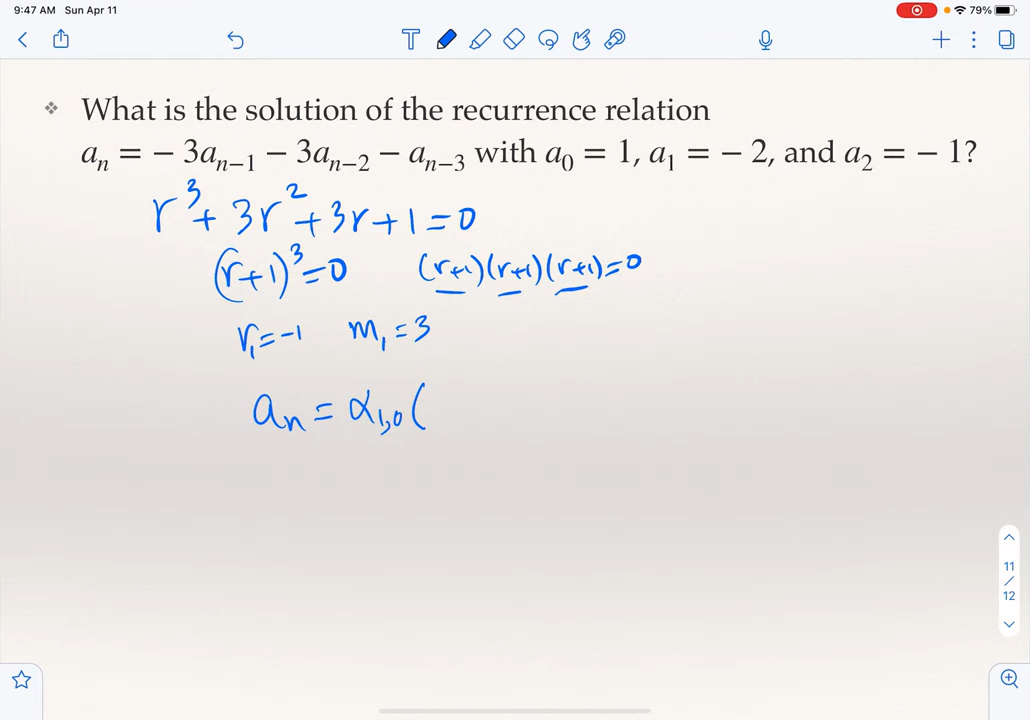 9:47 AM Sun Apr 11
79%
T
❖ What is the solution of the recurrence relation
aₙ = − 3aₙ₋₁ − 3aₙ₋₂ − aₙ₋₃ with a₀ = 1, a₁ = − 2, and a₂ = − 1?
r³ + 3r² + 3r + 1 = 0
(r+1)³ = 0 (r+1)(r+1)(r+1) = 0
r₁ = −1 m₁ = 3
aₙ = α₁,₀ (
11
/
12